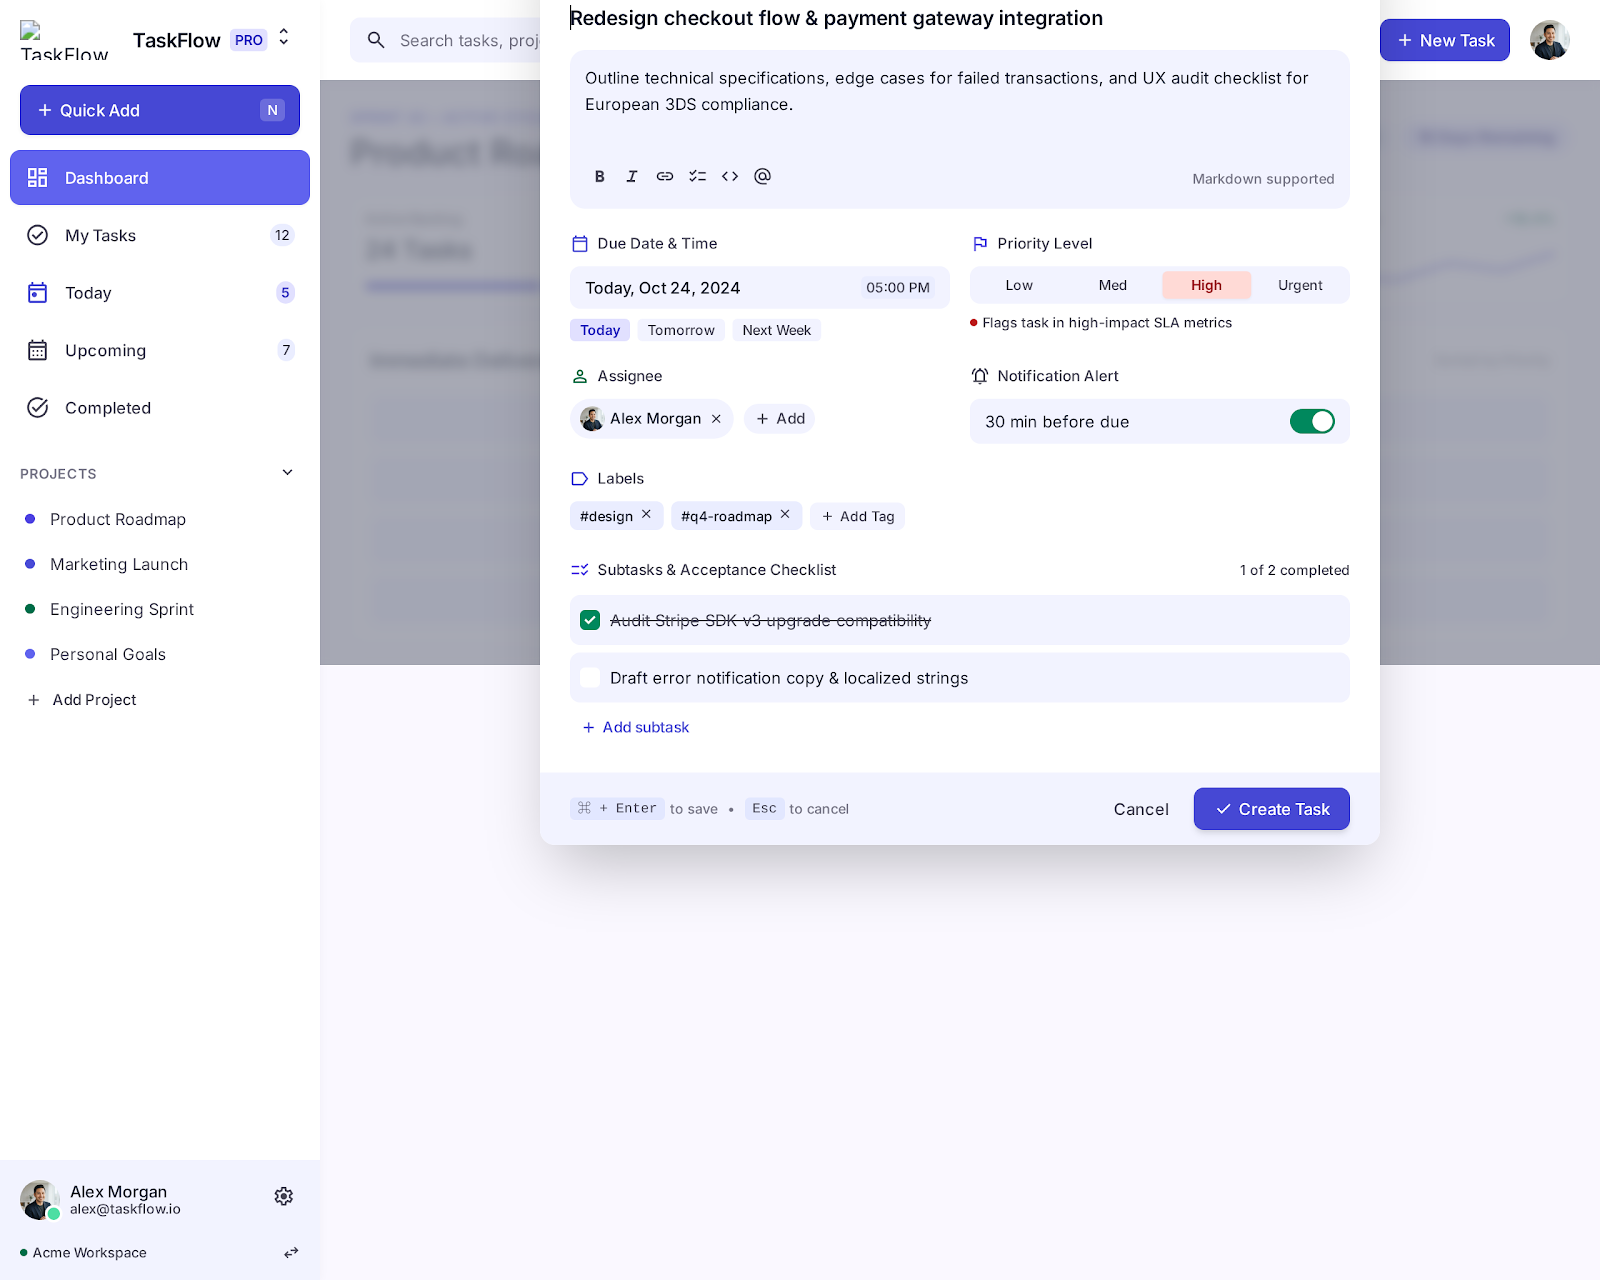 TaskFlow
TaskFlow PRO
Quick Add N
Dashboard
My Tasks 12
Today 5
Upcoming 7
Completed
PROJECTS
Product Roadmap
Marketing Launch
Engineering Sprint
Personal Goals
Add Project
Alex Morgan
alex@taskflow.io
Acme Workspace
Search tasks, proj
New Task
Product Roa
24 Tasks
Redesign checkout flow & payment gateway integration
Outline technical specifications, edge cases for failed transactions, and UX audit checklist for
European 3DS compliance.
B I @ Markdown supported
Due Date & Time
Today, Oct 24, 2024 05:00 PM
Today Tomorrow Next Week
Priority Level
Low Med High Urgent
Flags task in high-impact SLA metrics
Assignee
Alex Morgan × + Add
Notification Alert
30 min before due
Labels
#design × #q4-roadmap × + Add Tag
Subtasks & Acceptance Checklist 1 of 2 completed
Audit Stripe SDK v3 upgrade compatibility
Draft error notification copy & localized strings
+ Add subtask
⌘ + Enter to save • Esc to cancel
Cancel Create Task